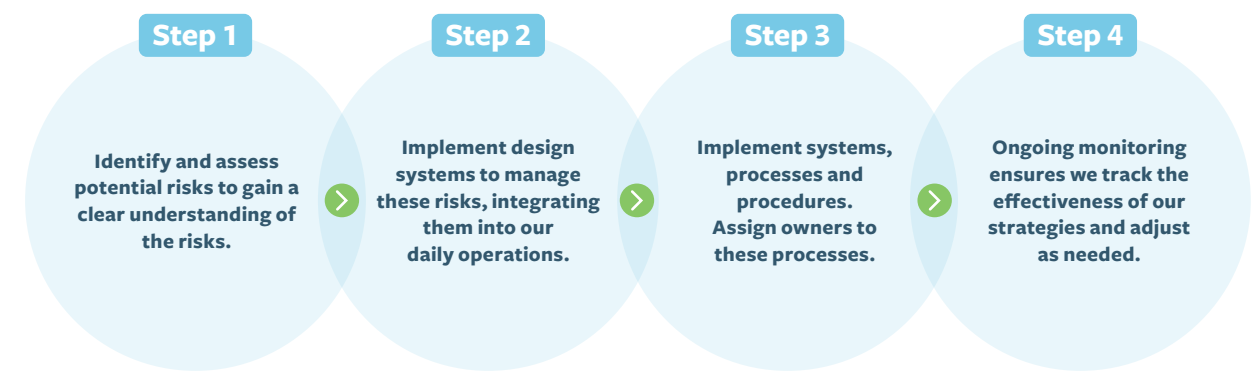 Step 1
Identify and assess
potential risks to gain a
clear understanding of
the risks.
Step 2
Implement design
systems to manage
these risks, integrating
them into our
daily operations.
Step 3
Implement systems,
processes and
procedures.
Assign owners to
these processes.
Step 4
Ongoing monitoring
ensures we track the
effectiveness of our
strategies and adjust
as needed.